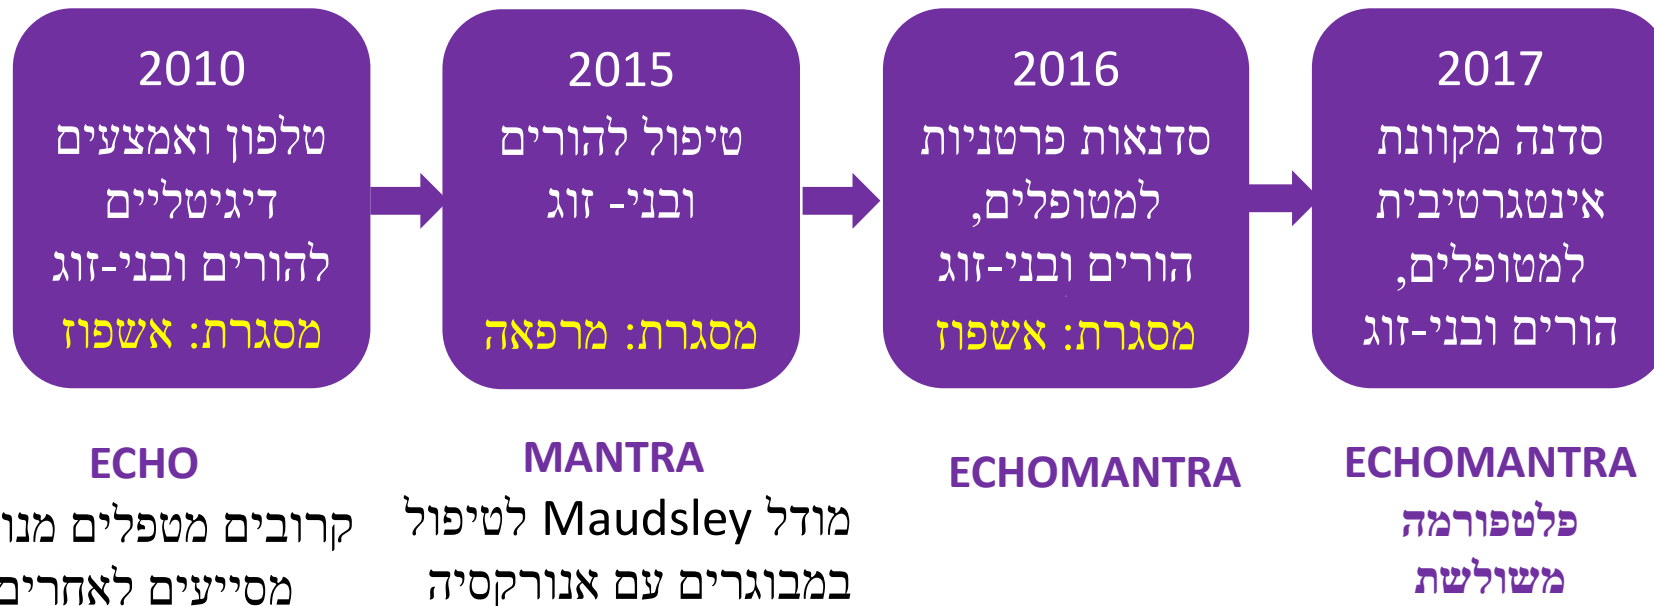 2010
טלפון ואמצעים
דיגיטליים
להורים ובני-זוג
מסגרת: אשפוז
2015
טיפול להורים
ובני- זוג
מסגרת: מרפאה
2016
סדנאות פרטניות
למטופלים,
הורים ובני-זוג
מסגרת: אשפוז
2017
סדנה מקוונת
אינטגרטיבית
למטופלים,
הורים ובני-זוג
ECHO
קרובים מטפלים
מסייעים לאחרים
MANTRA
מודל Maudsley לטיפול
במבוגרים עם אנורקסיה
ECHOMANTRA
ECHOMANTRA
פלטפורמה
משולשת